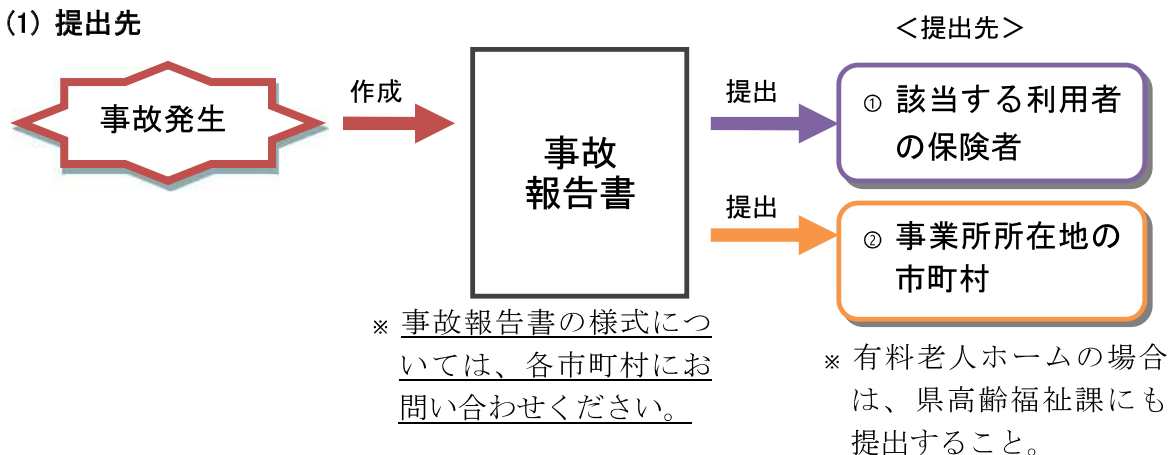 (1) 提出先
＜提出先＞
事故発生
作成
事故
報告書
※ 事故報告書の様式につ
いては、各市町村にお
問い合わせください。
提出
① 該当する利用者
の保険者
提出
② 事業所所在地の
市町村
※ 有料老人ホームの場合
は、県高齢福祉課にも
提出すること。